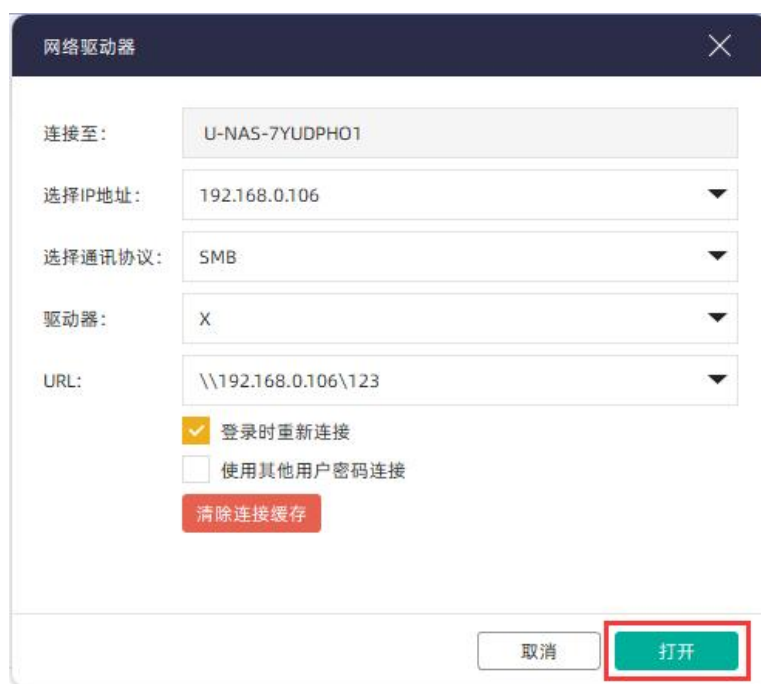 网络驱动器
连接至: U-NAS-7YUDPHO1
选择IP地址: 192.168.0.106
选择通讯协议: SMB
驱动器: X
URL: \\192.168.0.106\123
登录时重新连接
使用其他用户密码连接
清除连接缓存
取消 打开